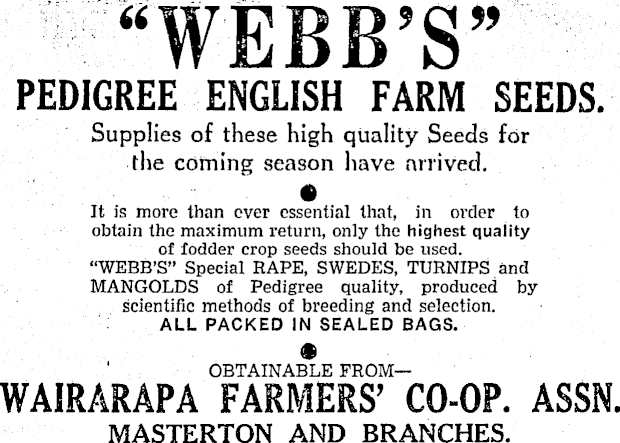 “WEBB’S”
PEDIGREE ENGLISH FARM SEEDS.
Supplies of these high quality Seeds for
the coming season have arrived.
It is more than ever essential that, in order to
obtain the maximum return, only the highest quality
of fodder crop seeds should be used.
“WEBB’S” Special RAPE, SWEDES, TURNIPS and
MANGOLDS of Pedigree quality, produced by
scientific methods of breeding and selection.
ALL PACKED IN SEALED BAGS.
OBTAINABLE FROM—
WAIRARAPA FARMERS’ CO-OP. ASSN.
MASTERTON AND BRANCHES.